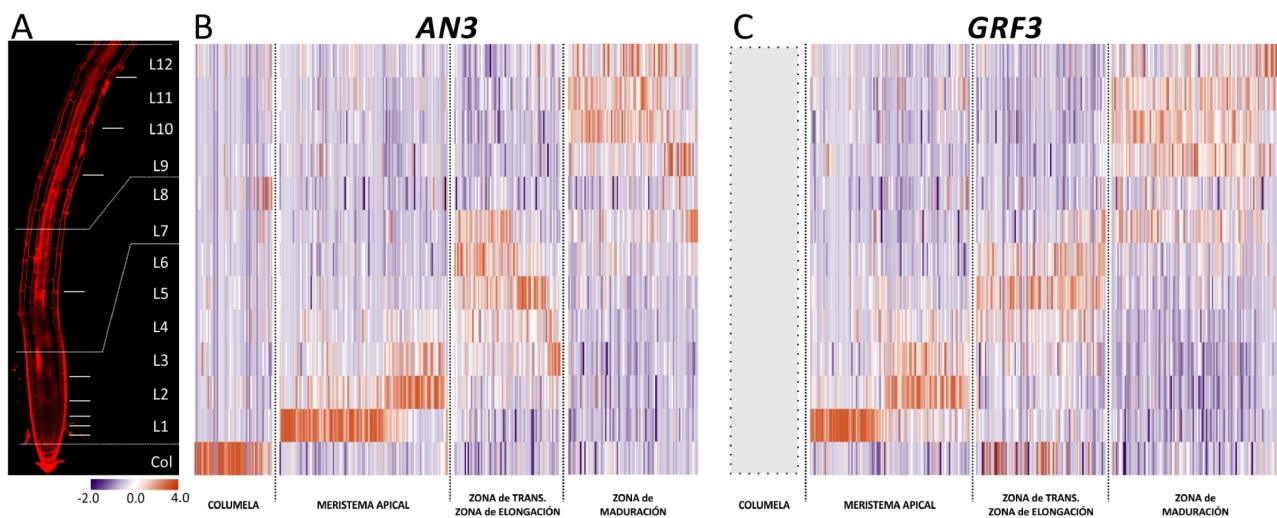 A
B
AN3
C
GRF3
L12
L11
L10
L9
L8
L7
L6
L5
L4
L3
L2
L1
Col
-2.0 0.0 4.0
COLUMELA
MERISTEMA APICAL
ZONA de TRANS.
ZONA de ELONGACIÓN
ZONA de
MADURACIÓN
COLUMELA
MERISTEMA APICAL
ZONA de TRANS.
ZONA de ELONGACIÓN
ZONA de
MADURACIÓN